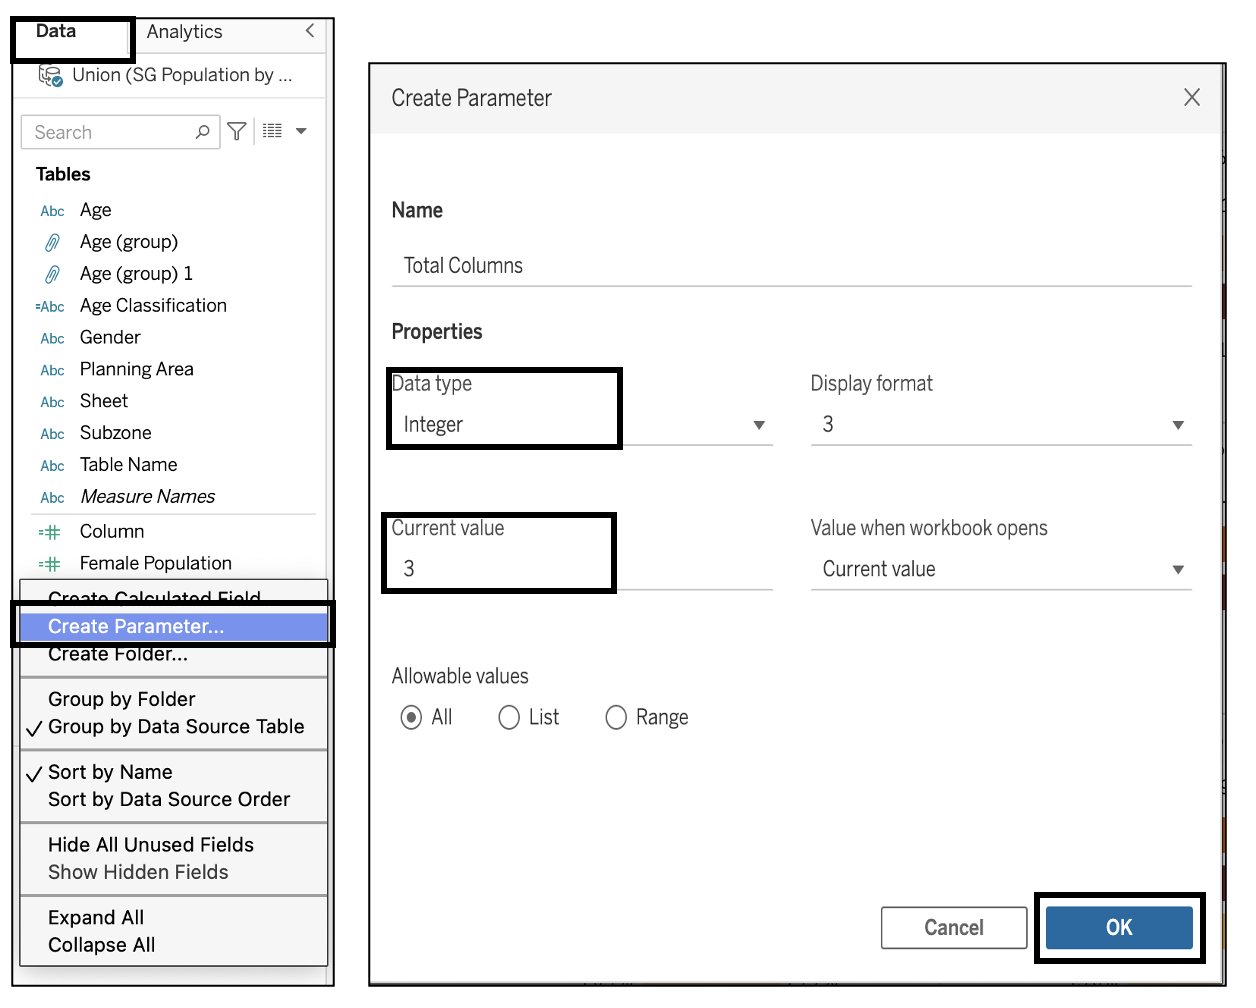 Data
Analytics
Union (SG Population by ...
Search
Tables
Abc Age
Age (group)
Age (group) 1
=Abc Age Classification
Abc Gender
Abc Planning Area
Abc Sheet
Abc Subzone
Abc Table Name
Abc Measure Names
=# Column
=# Female Population
Create Calculated Field
Create Parameter...
Create Folder...
Group by Folder
✓ Group by Data Source Table
✓ Sort by Name
Sort by Data Source Order
Hide All Unused Fields
Show Hidden Fields
Expand All
Collapse All
Create Parameter
Name
Total Columns
Properties
Data type
Display format
Integer
3
Current value
Value when workbook opens
3
Current value
Allowable values
All
List
Range
Cancel
OK